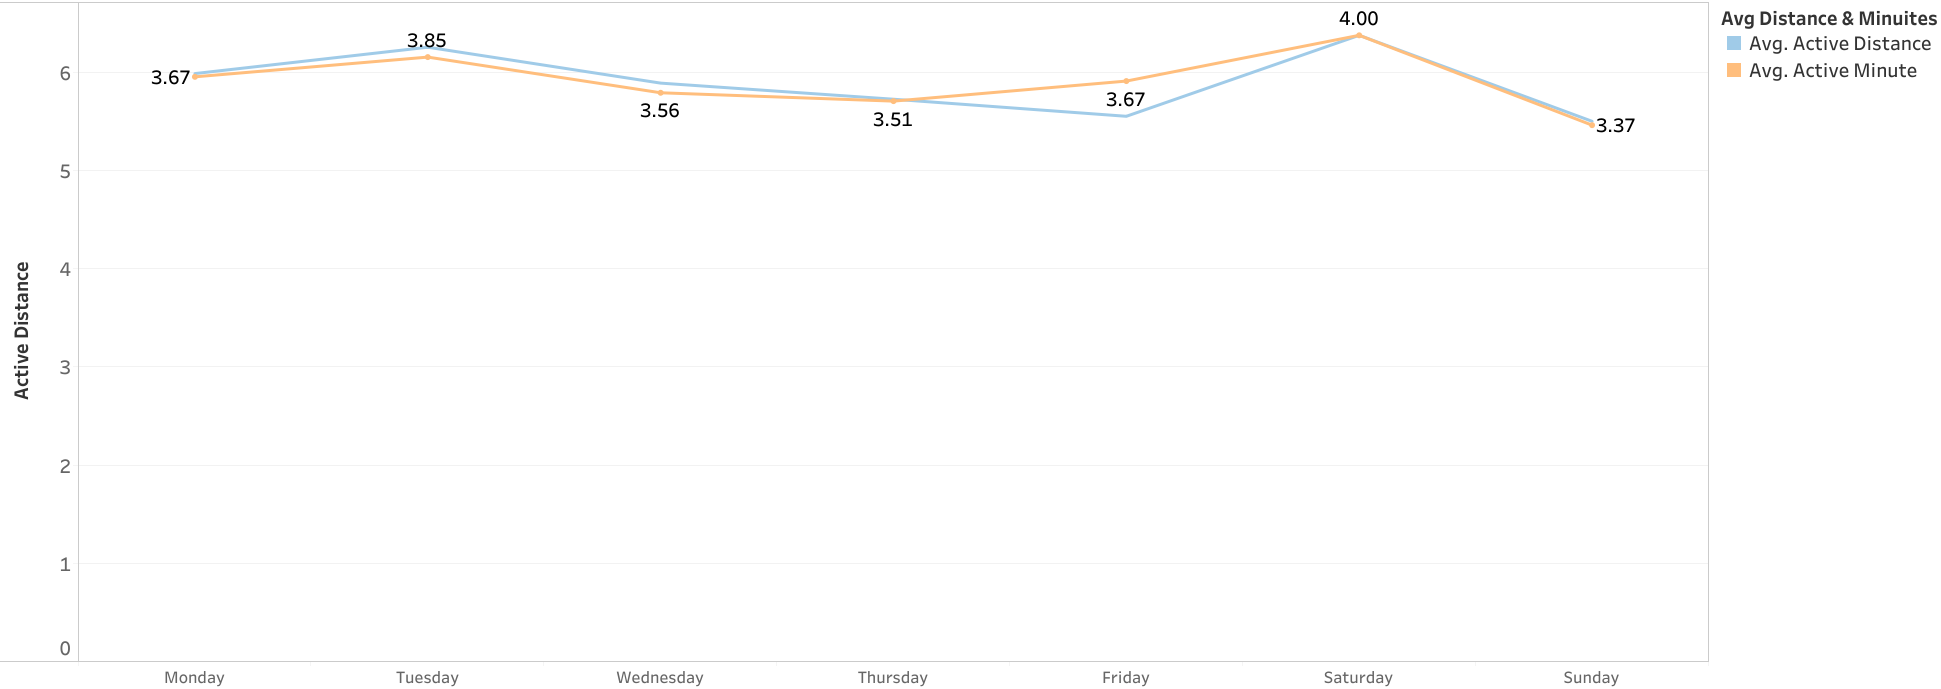 Avg Distance & Minuites
Avg. Active Distance
Avg. Active Minute
Active Distance
6
5
4
3
2
1
0
3.67
3.85
3.56
3.51
3.67
4.00
3.37
Monday
Tuesday
Wednesday
Thursday
Friday
Saturday
Sunday